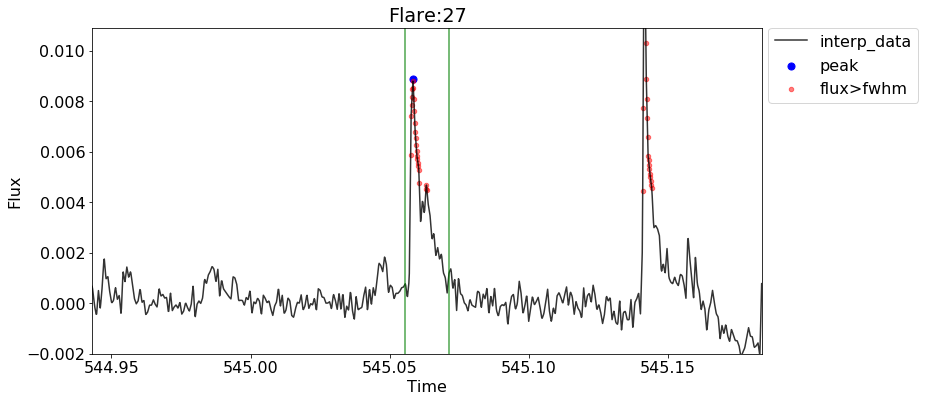 Flare:27
0.010
0.008
0.006
0.004
0.002
0.000
−0.002
Flux
544.95
545.00
545.05
545.10
545.15
Time
interp_data
peak
flux>fwhm